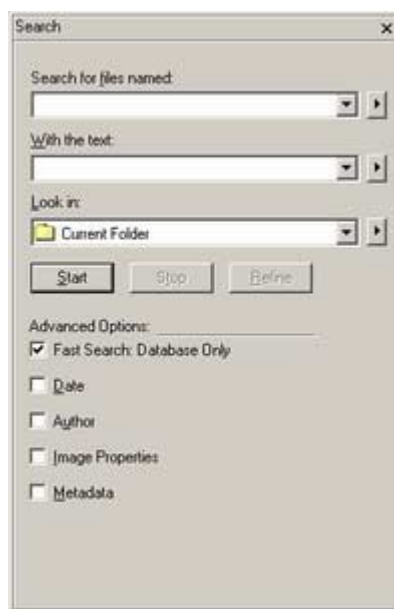 Search
Search for files named:
With the text:
Look in:
Current Folder
Start Stop Refine
Advanced Options:
Fast Search: Database Only
Date
Author
Image Properties
Metadata